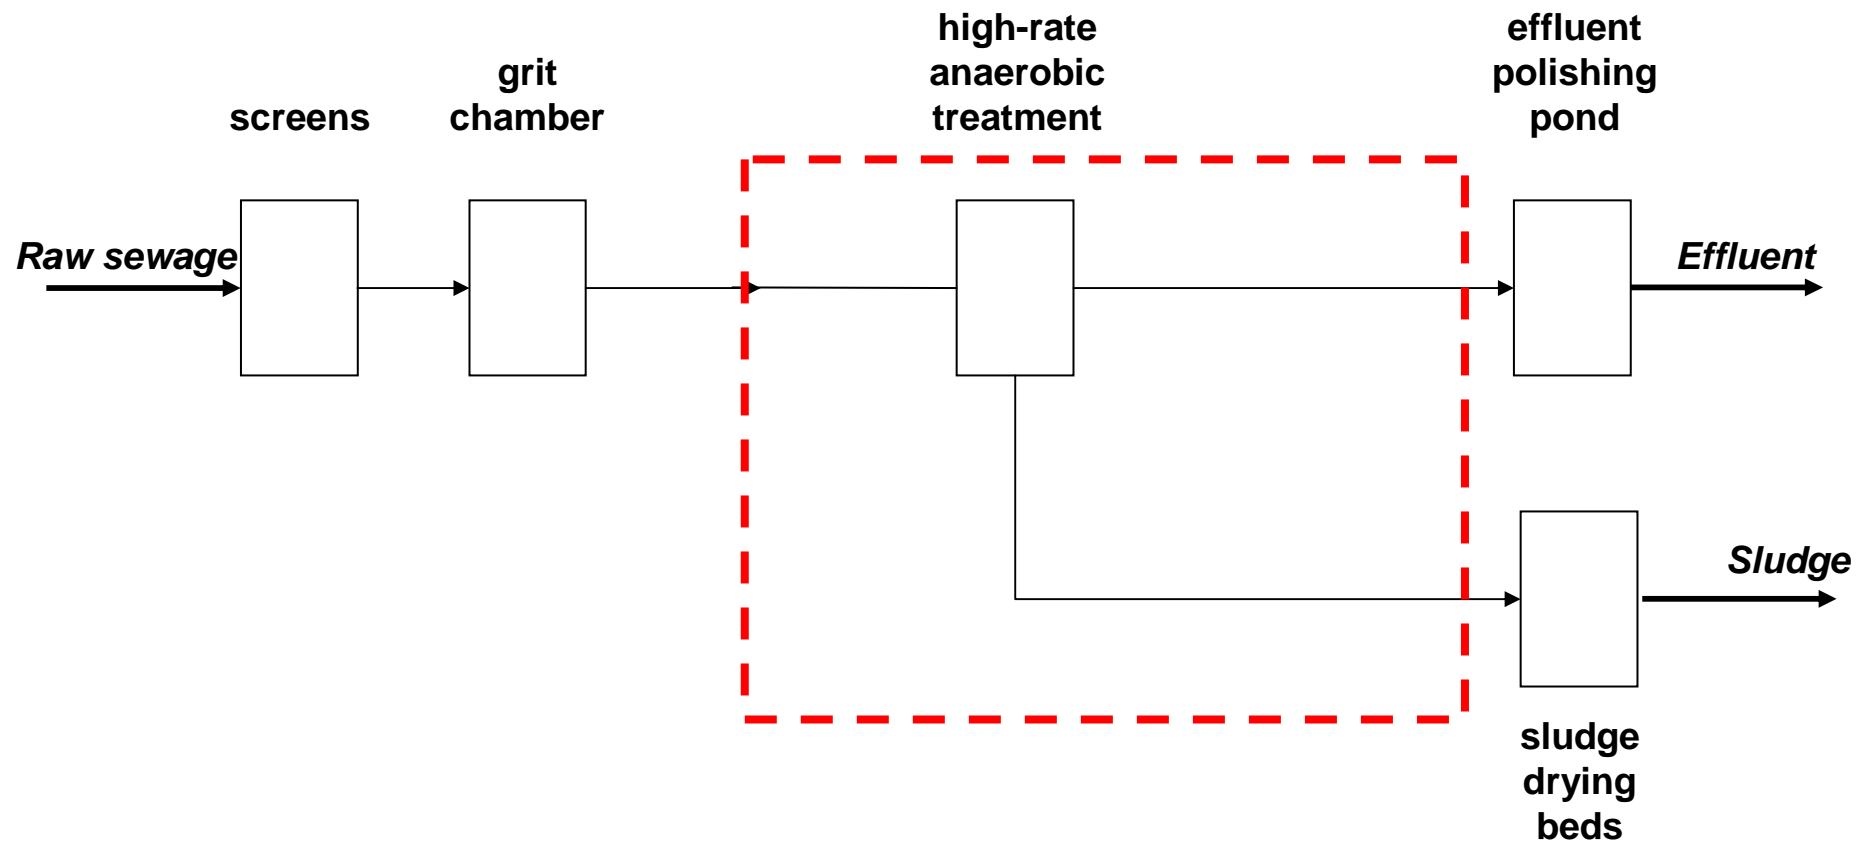 screens
grit
chamber
high-rate
anaerobic
treatment
effluent
polishing
pond
Raw sewage
Effluent
Sludge
sludge
drying
beds